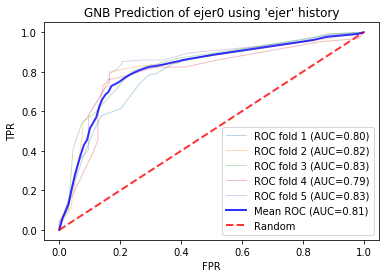 GNB Prediction of ejer0 using 'ejer' history
TPR
1.0
0.8
0.6
0.4
0.2
0.0
ROC fold 1 (AUC=0.80)
ROC fold 2 (AUC=0.82)
ROC fold 3 (AUC=0.83)
ROC fold 4 (AUC=0.79)
ROC fold 5 (AUC=0.83)
Mean ROC (AUC=0.81)
Random
0.0 0.2 0.4 0.6 0.8 1.0
FPR